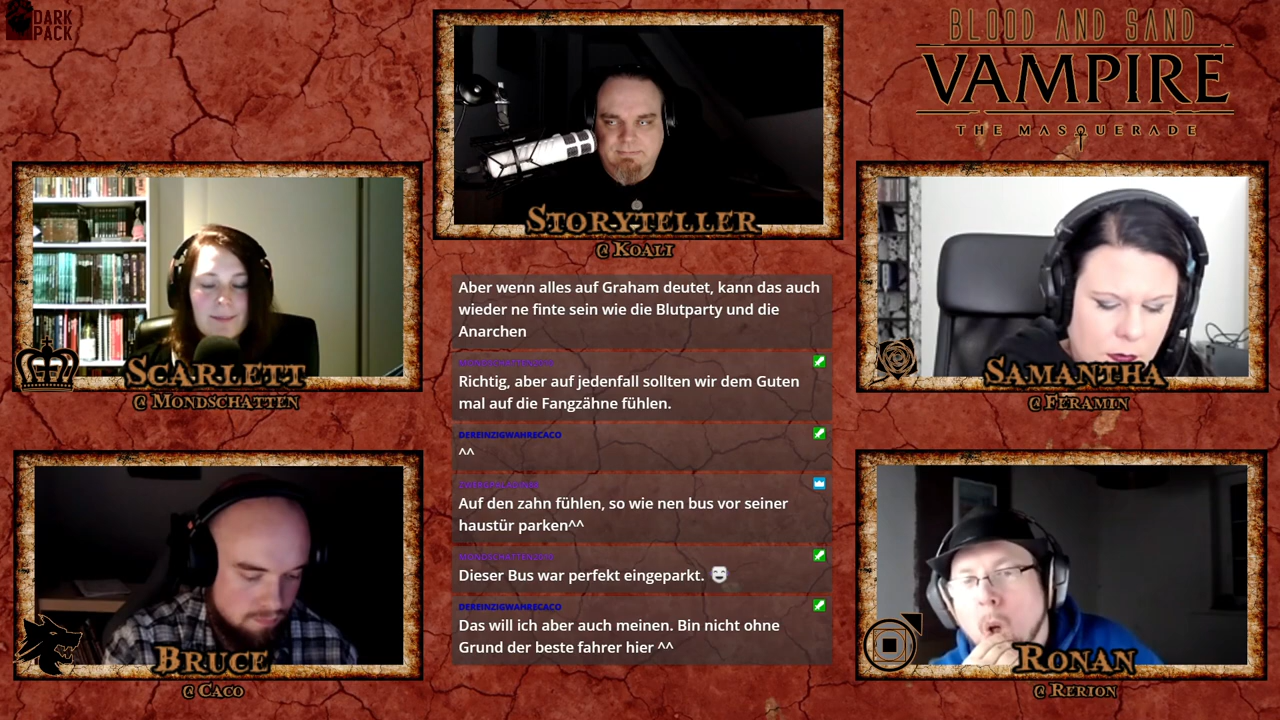 DARK
PACK
BLOOD AND SAND
VAMPIRE
THE MASQUERADE
STORYTELLER
@ KOALI
SCARLETT
@ MONDSCHATTEN
SAMANTHA
@ FERAMIN
Aber wenn alles auf Graham deutet, kann das auch
wieder ne finte sein wie die Blutparty und die
Anarchen
Richtig, aber auf jedenfall sollten wir dem Guten
mal auf die Fangzähne fühlen.
DEREINZIGWAHRECACO
^^
Auf den zahn fühlen, so wie nen bus vor seiner
haustür parken^^
Dieser Bus war perfekt eingeparkt.
DEREINZIGWAHRECACO
Das will ich aber auch meinen. Bin nicht ohne
Grund der beste fahrer hier ^^
BRUCE
@ CACO
RONAN
@ RERION